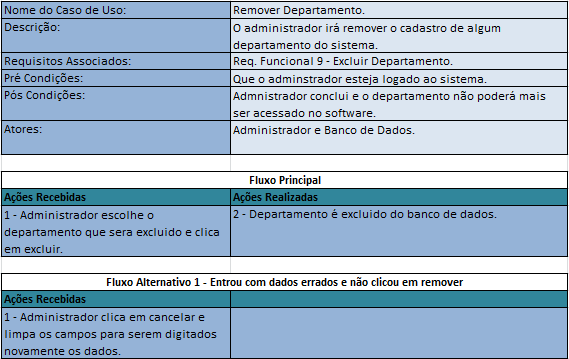 Nome do Caso de Uso: Remover Departamento.
Descrição: O administrador irá remover o cadastro de algum
departamento do sistema.
Requisitos Associados: Req. Funcional 9 - Excluir Departamento.
Pré Condições: Que o adminstrador esteja logado ao sistema.
Pós Condições: Admnistrador conclui e o departamento não poderá mais
ser acessado no software.
Atores: Administrador e Banco de Dados.
Fluxo Principal
Ações Recebidas Ações Realizadas
1 - Administrador escolhe o
departamento que sera excluido e clica
em excluir.
2 - Departamento é excluido do banco de dados.
Fluxo Alternativo 1 - Entrou com dados errados e não clicou em remover
Ações Recebidas
1 - Administrador clica em cancelar e
limpa os campos para serem digitados
novamente os dados.